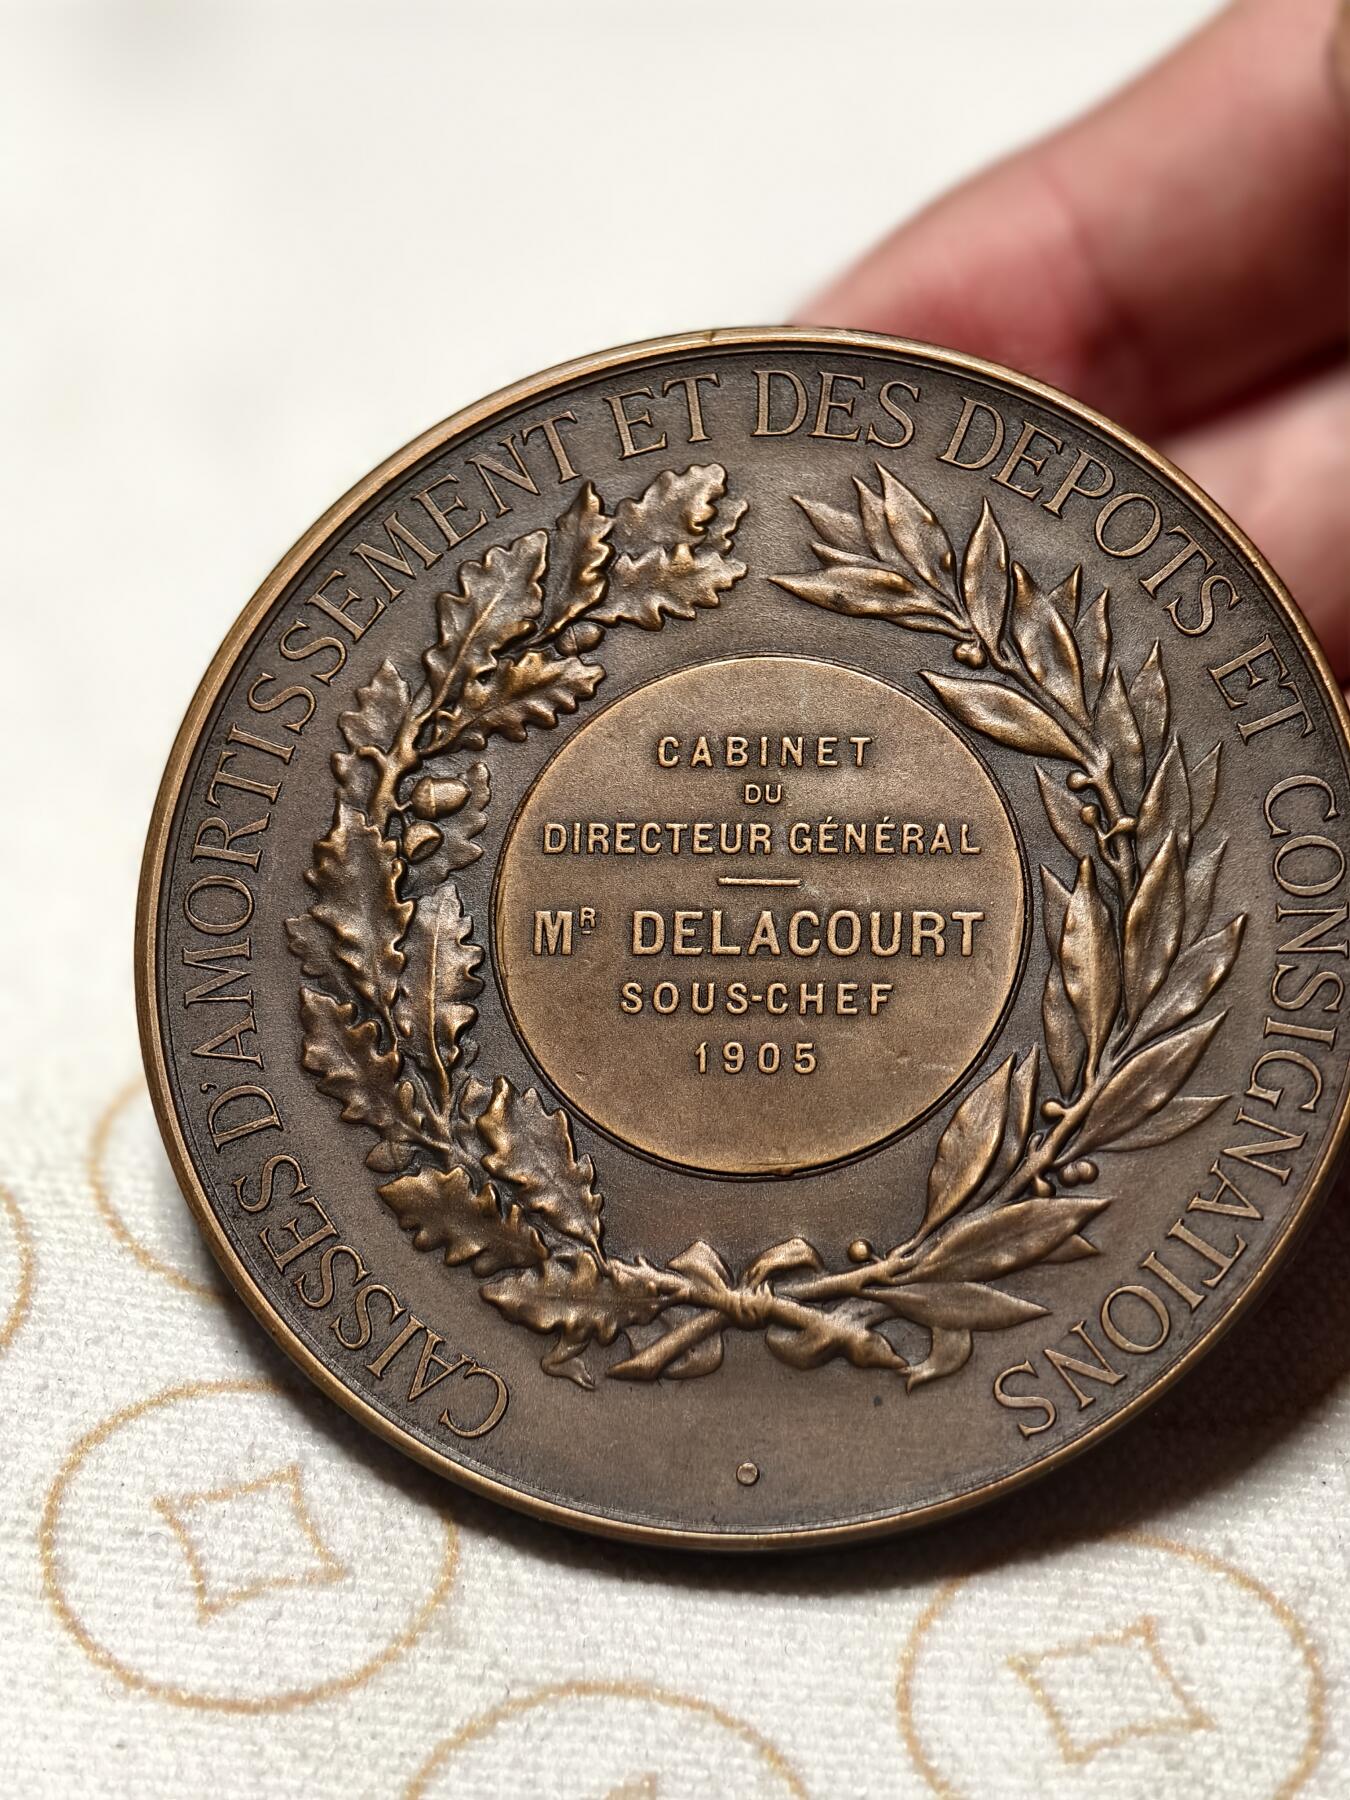 CAISSES D'AMORTISSEMENT ET DES DEPOTS ET CONSIGNATIONS
CABINET
DU
DIRECTEUR GÉNÉRAL
MR DELACOURT
SOUS-CHEF
1905